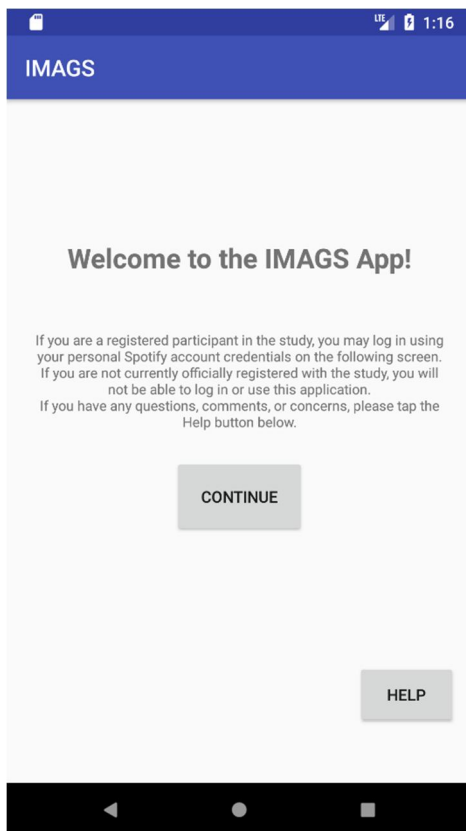 LTE 1:16
IMAGS
Welcome to the IMAGS App!
If you are a registered participant in the study, you may log in using
your personal Spotify account credentials on the following screen.
If you are not currently officially registered with the study, you will
not be able to log in or use this application.
If you have any questions, comments, or concerns, please tap the
Help button below.
CONTINUE
HELP